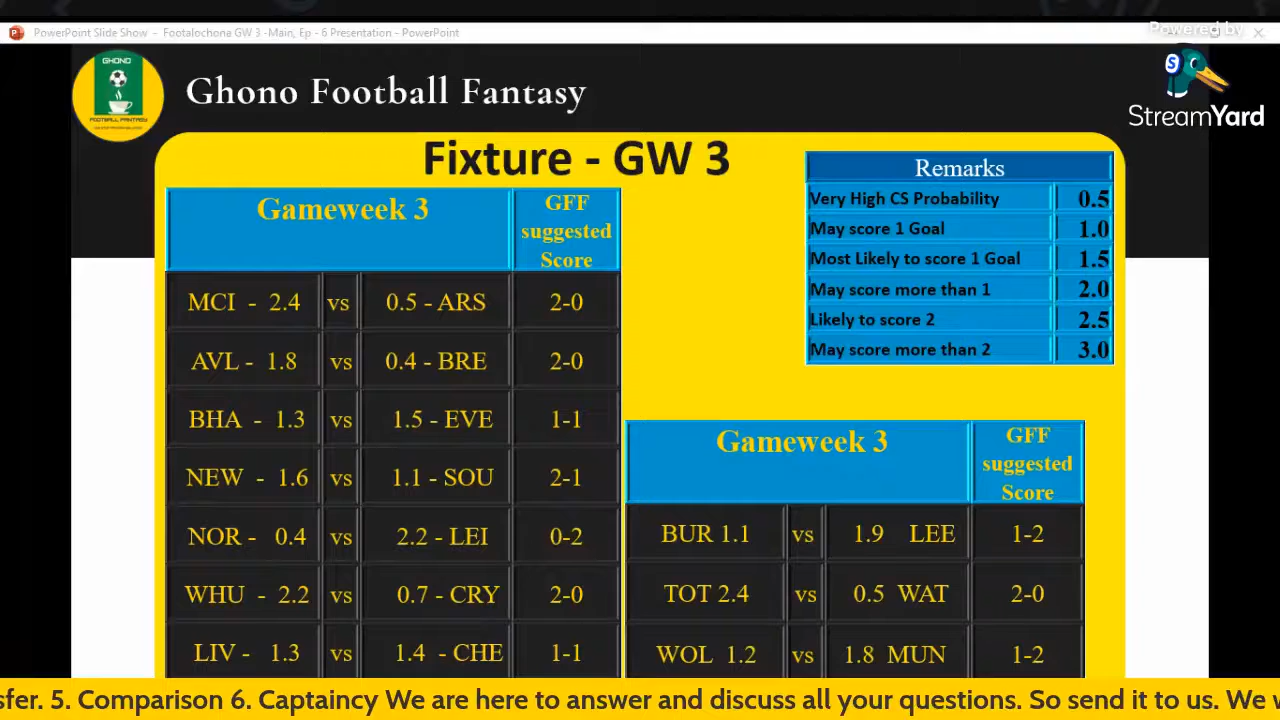 PowerPoint Slide Show - Footalochona GW 3 -Main, Ep - 6 Presentation - PowerPoint
Powered by
StreamYard
GHONO
FOOTBALL FANTASY
Ghono Football Fantasy
Fixture - GW 3
Remarks
Very High CS Probability 0.5
May score 1 Goal 1.0
Most Likely to score 1 Goal 1.5
May score more than 1 2.0
Likely to score 2 2.5
May score more than 2 3.0
Gameweek 3 GFF suggested Score
MCI - 2.4 vs 0.5 - ARS 2-0
AVL - 1.8 vs 0.4 - BRE 2-0
BHA - 1.3 vs 1.5 - EVE 1-1
NEW - 1.6 vs 1.1 - SOU 2-1
NOR - 0.4 vs 2.2 - LEI 0-2
WHU - 2.2 vs 0.7 - CRY 2-0
LIV - 1.3 vs 1.4 - CHE 1-1
Gameweek 3 GFF suggested Score
BUR 1.1 vs 1.9 LEE 1-2
TOT 2.4 vs 0.5 WAT 2-0
WOL 1.2 vs 1.8 MUN 1-2
sfer. 5. Comparison 6. Captaincy We are here to answer and discuss all your questions. So send it to us. We